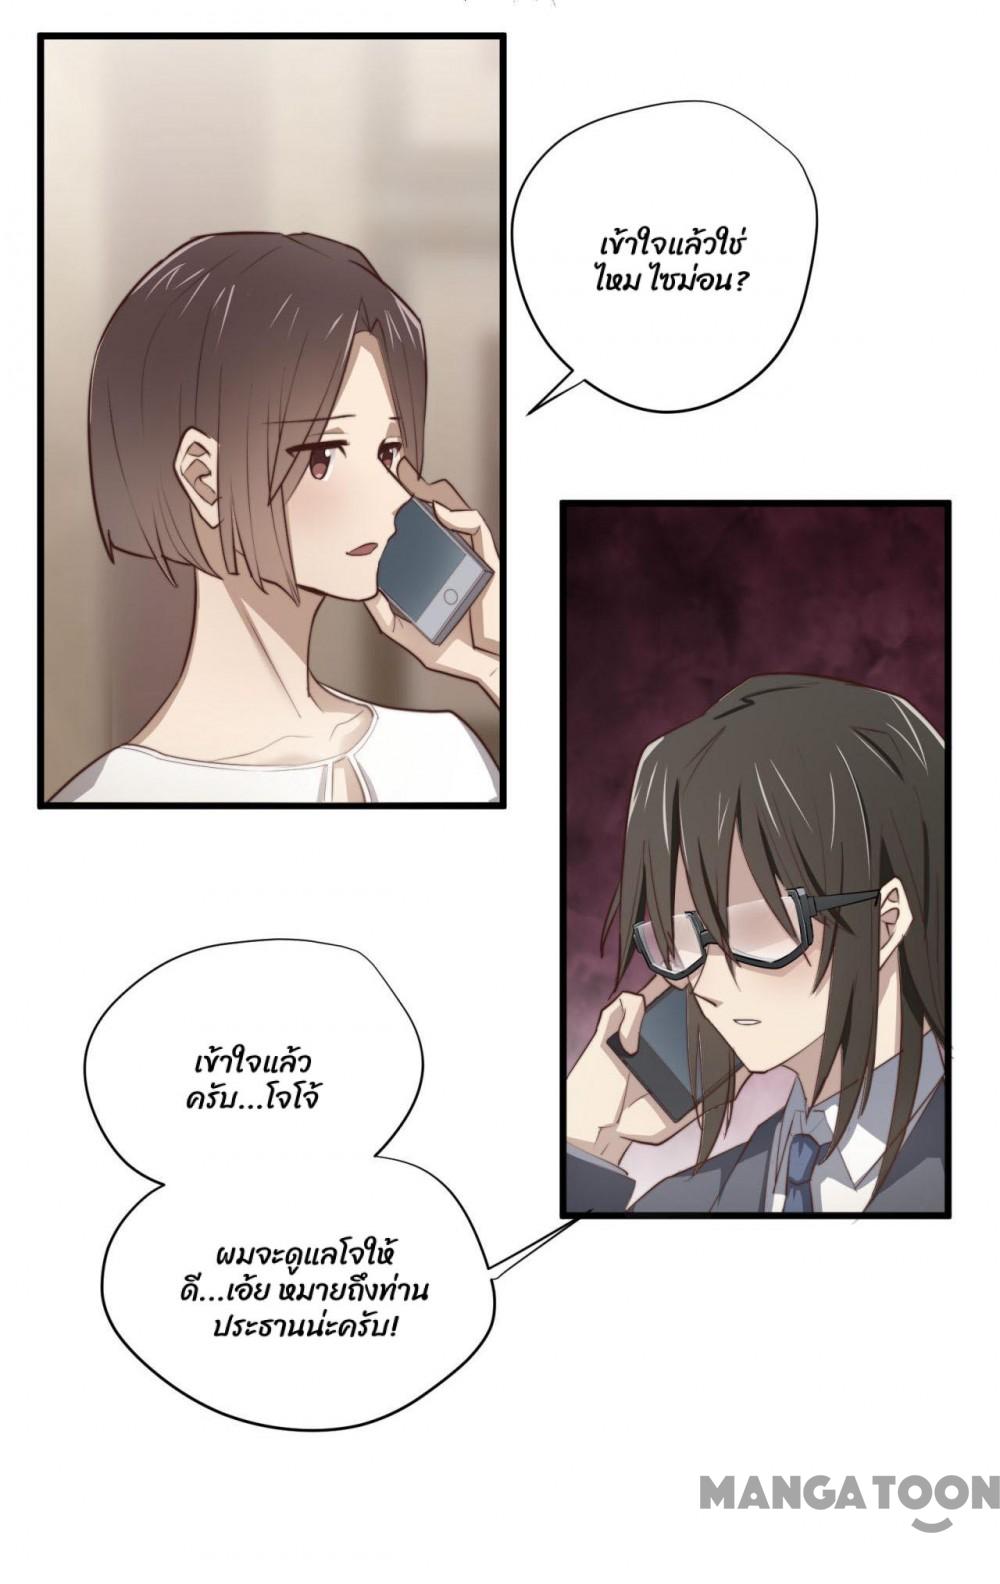 เข้าใจแล้วใช่
ไหม ไซม่อน?
เข้าใจแล้ว
ครับ...โจโจ้
ผมจะดูแลโจให้
ดี...เอ้ย หมายถึงท่าน
ประธานน่ะครับ!
MANGATOON